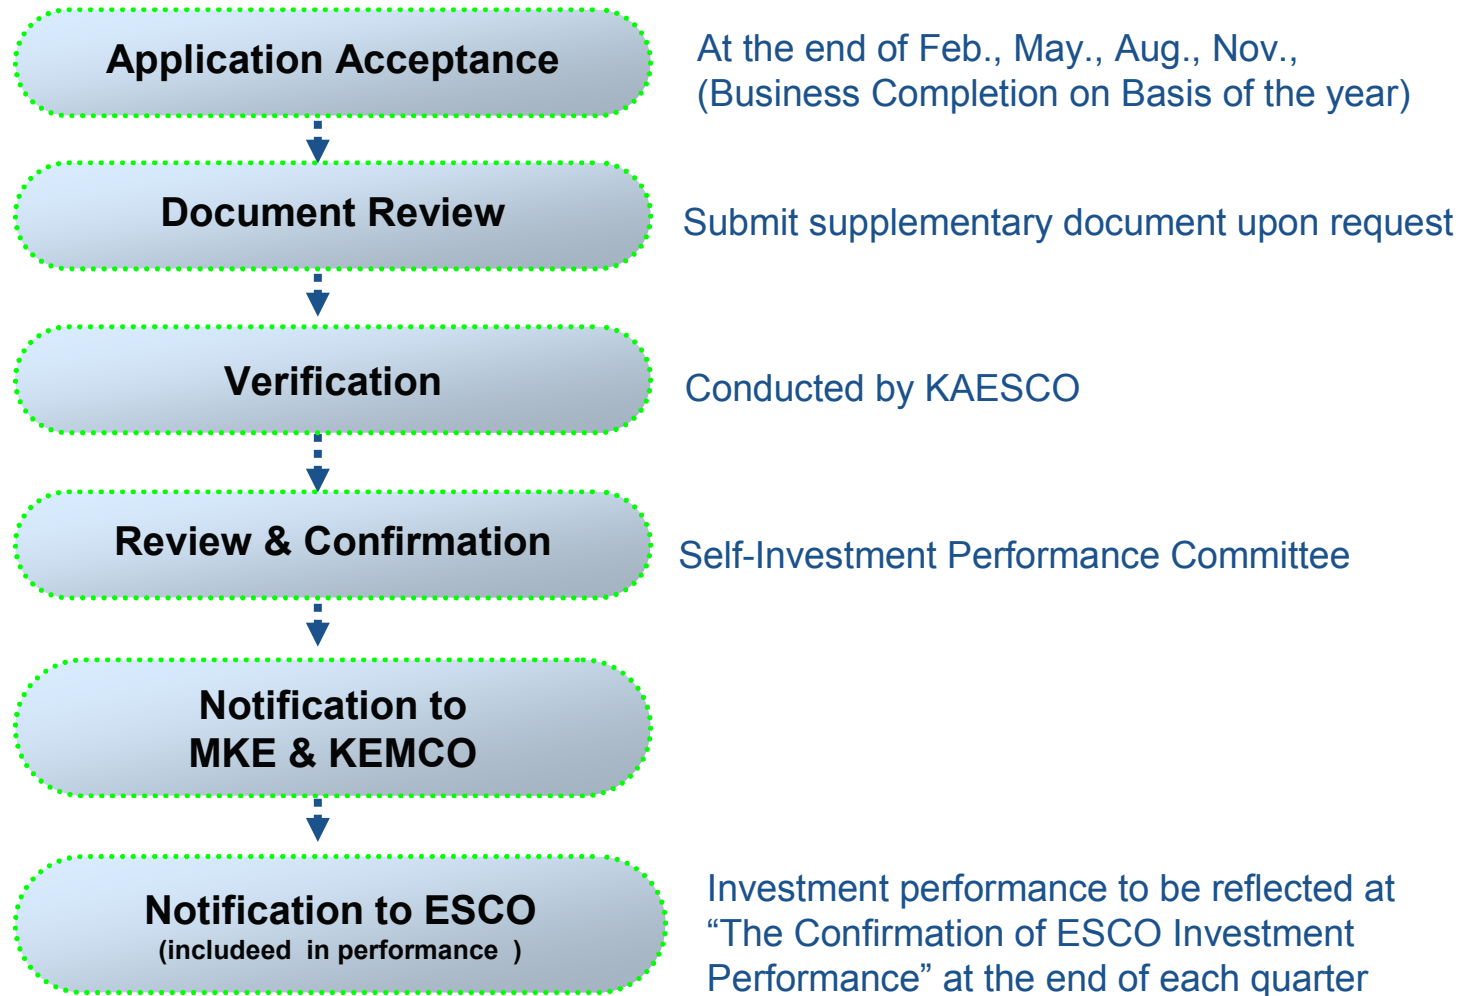 Application Acceptance
At the end of Feb., May., Aug., Nov.,
(Business Completion on Basis of the year)
Document Review
Submit supplementary document upon request
Verification
Conducted by KAESCO
Review & Confirmation
Self-Investment Performance Committee
Notification to
MKE & KEMCO
Notification to ESCO
(includeed in performance )
Investment performance to be reflected at
“The Confirmation of ESCO Investment
Performance” at the end of each quarter